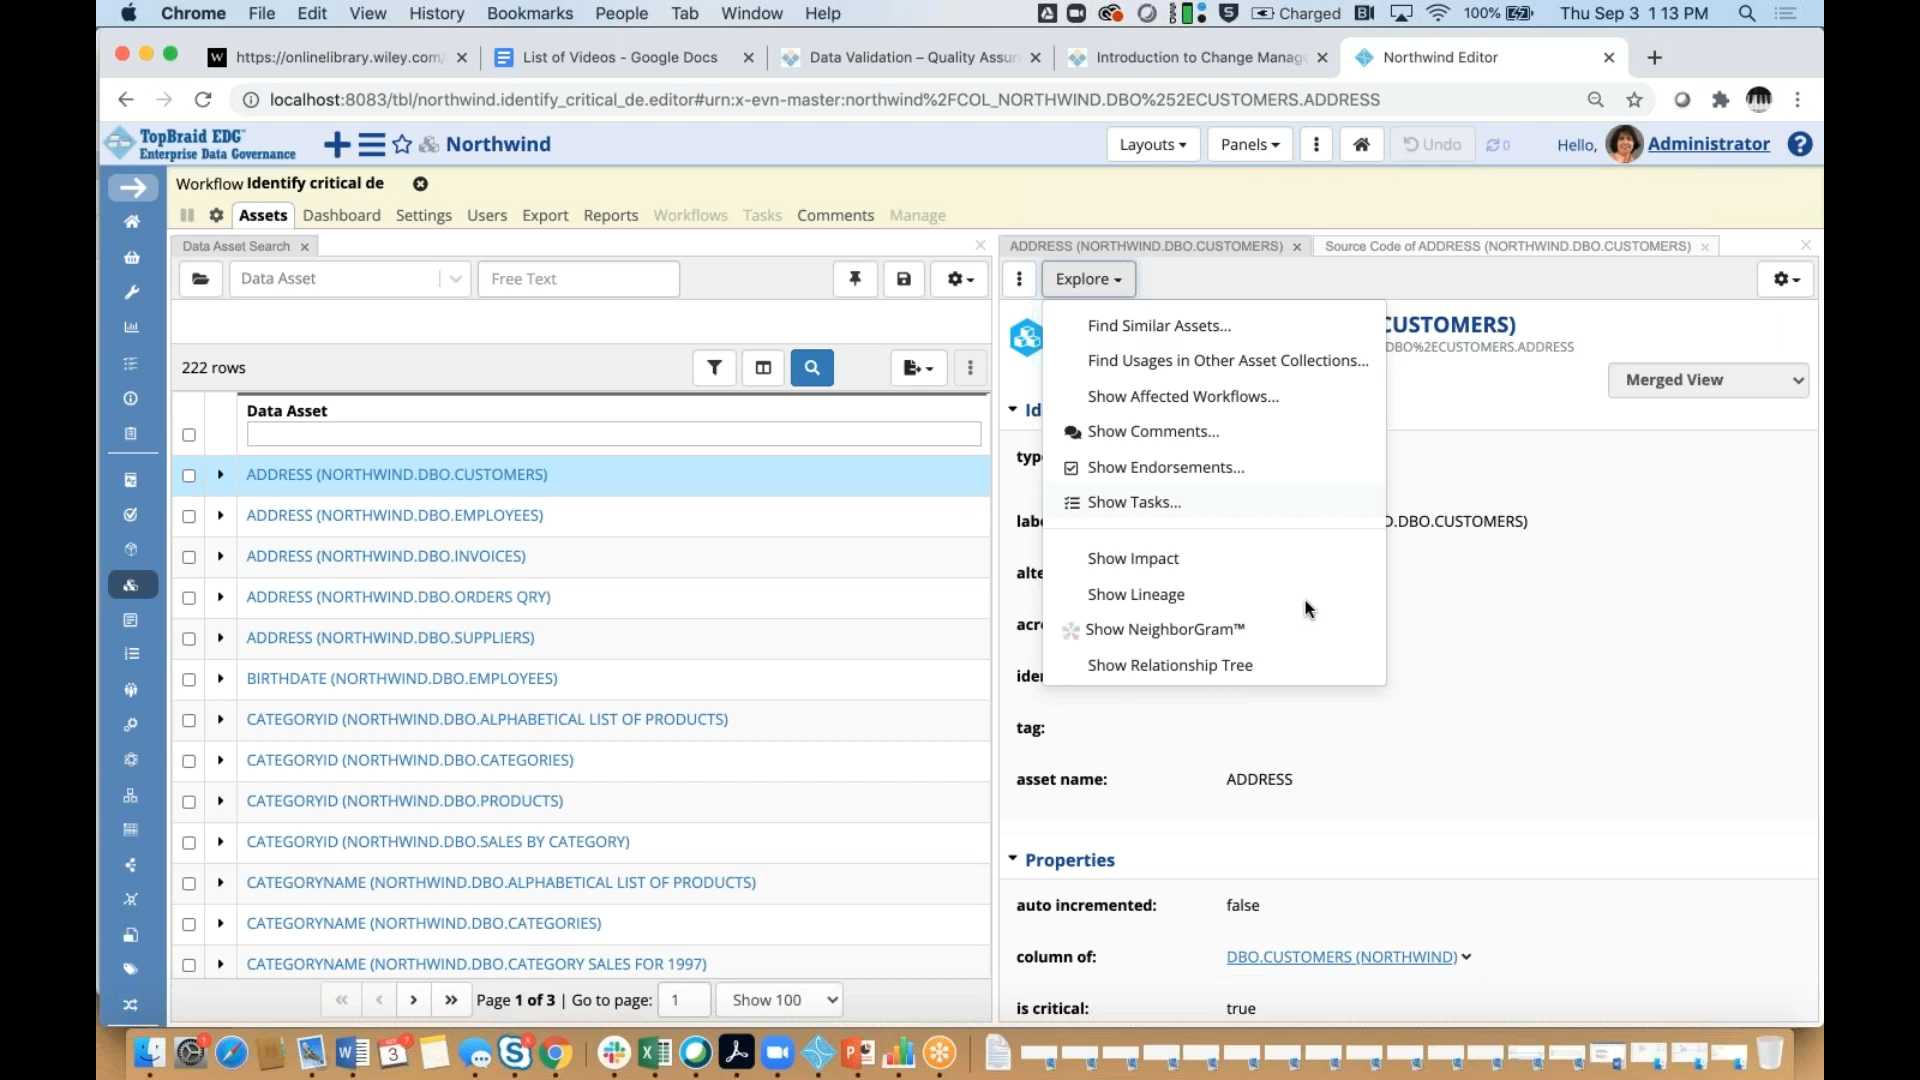 Chrome File Edit View History Bookmarks People Tab Window Help Charged 100% Thu Sep 3 1 13 PM
https://onlinelibrary.wiley.com List of Videos - Google Docs Data Validation – Quality Assur Introduction to Change Manag Northwind Editor
localhost:8083/tbl/northwind.identify_critical_de.editor#urn:x-evn-master:northwind%2FCOL_NORTHWIND.DBO%252ECUSTOMERS.ADDRESS
TopBraid EDG™
Enterprise Data Governance
Northwind Layouts Panels Undo 0 Hello, Administrator
Workflow Identify critical de
Assets Dashboard Settings Users Export Reports Workflows Tasks Comments Manage
Data Asset Search
Data Asset Free Text
222 rows
Data Asset
ADDRESS (NORTHWIND.DBO.CUSTOMERS)
ADDRESS (NORTHWIND.DBO.EMPLOYEES)
ADDRESS (NORTHWIND.DBO.INVOICES)
ADDRESS (NORTHWIND.DBO.ORDERS QRY)
ADDRESS (NORTHWIND.DBO.SUPPLIERS)
BIRTHDATE (NORTHWIND.DBO.EMPLOYEES)
CATEGORYID (NORTHWIND.DBO.ALPHABETICAL LIST OF PRODUCTS)
CATEGORYID (NORTHWIND.DBO.CATEGORIES)
CATEGORYID (NORTHWIND.DBO.PRODUCTS)
CATEGORYID (NORTHWIND.DBO.SALES BY CATEGORY)
CATEGORYNAME (NORTHWIND.DBO.ALPHABETICAL LIST OF PRODUCTS)
CATEGORYNAME (NORTHWIND.DBO.CATEGORIES)
CATEGORYNAME (NORTHWIND.DBO.CATEGORY SALES FOR 1997)
Page 1 of 3 | Go to page: 1 Show 100
ADDRESS (NORTHWIND.DBO.CUSTOMERS) Source Code of ADDRESS (NORTHWIND.DBO.CUSTOMERS)
Explore
Find Similar Assets...
Find Usages in Other Asset Collections...
Show Affected Workflows...
Show Comments...
Show Endorsements...
Show Tasks...
Show Impact
Show Lineage
Show NeighborGram™
Show Relationship Tree
CUSTOMERS)
DBO%2ECUSTOMERS.ADDRESS
Merged View
Id
typ
lab
D.DBO.CUSTOMERS)
alt
acr
ide
tag:
asset name: ADDRESS
Properties
auto incremented: false
column of: DBO.CUSTOMERS (NORTHWIND)
is critical: true